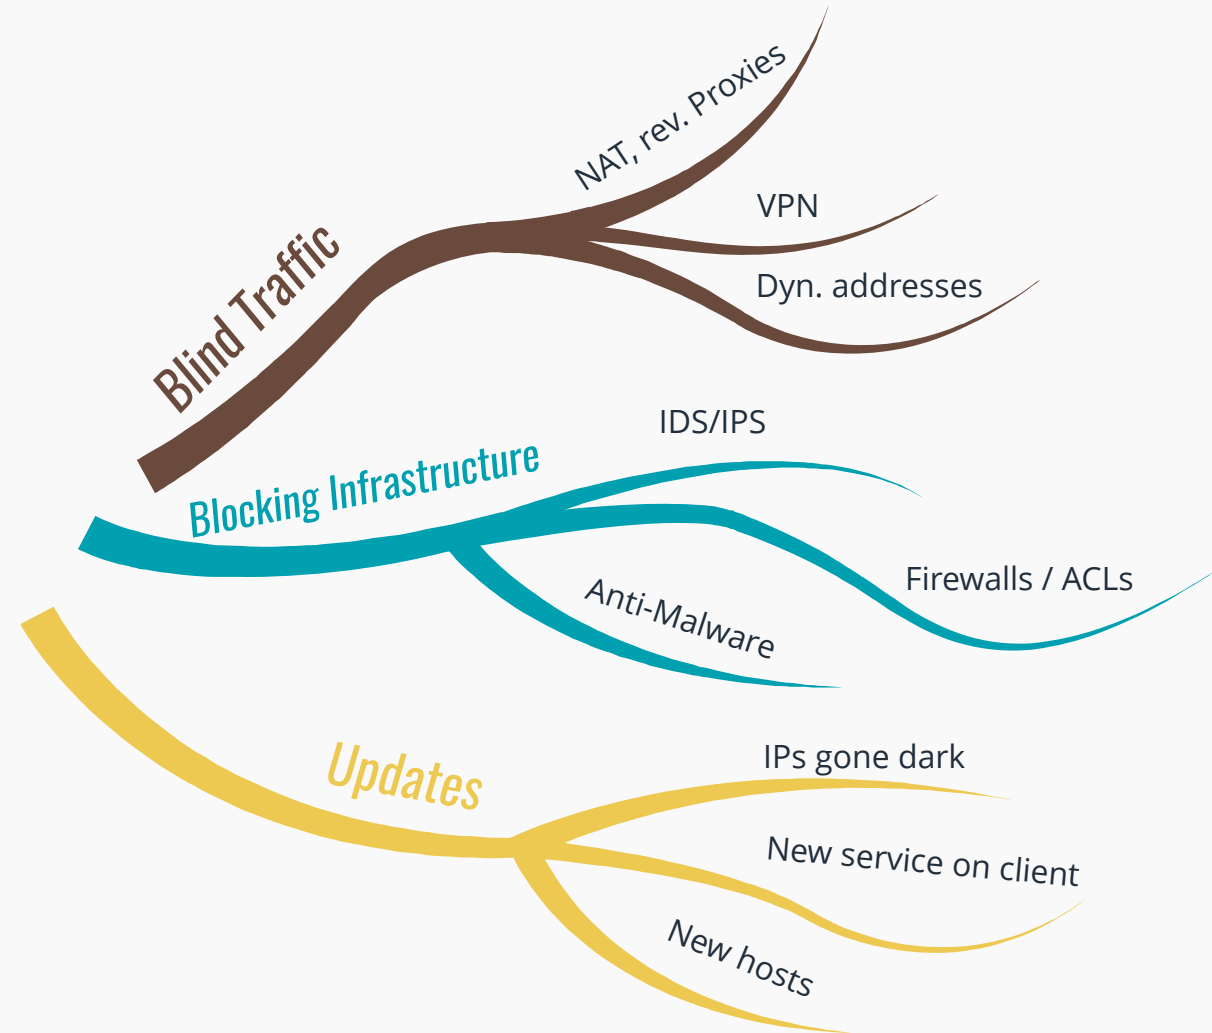 Blind Traffic
NAT, rev. Proxies
VPN
Dyn. addresses
Blocking Infrastructure
IDS/IPS
Firewalls / ACLs
Anti-Malware
Updates
IPs gone dark
New service on client
New hosts